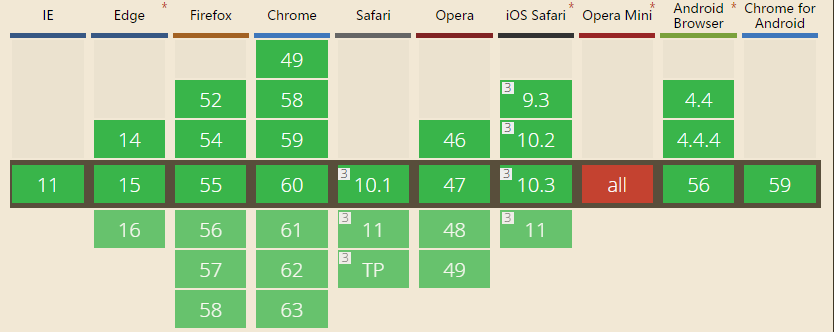 IE Edge * Firefox Chrome Safari Opera iOS Safari * Opera Mini * Android Browser * Chrome for Android
49
52 58 3 9.3 4.4
14 54 59 46 3 10.2 4.4.4
11 15 55 60 3 10.1 47 3 10.3 all 56 59
16 56 61 3 11 48 3 11
57 62 3 TP 49
58 63